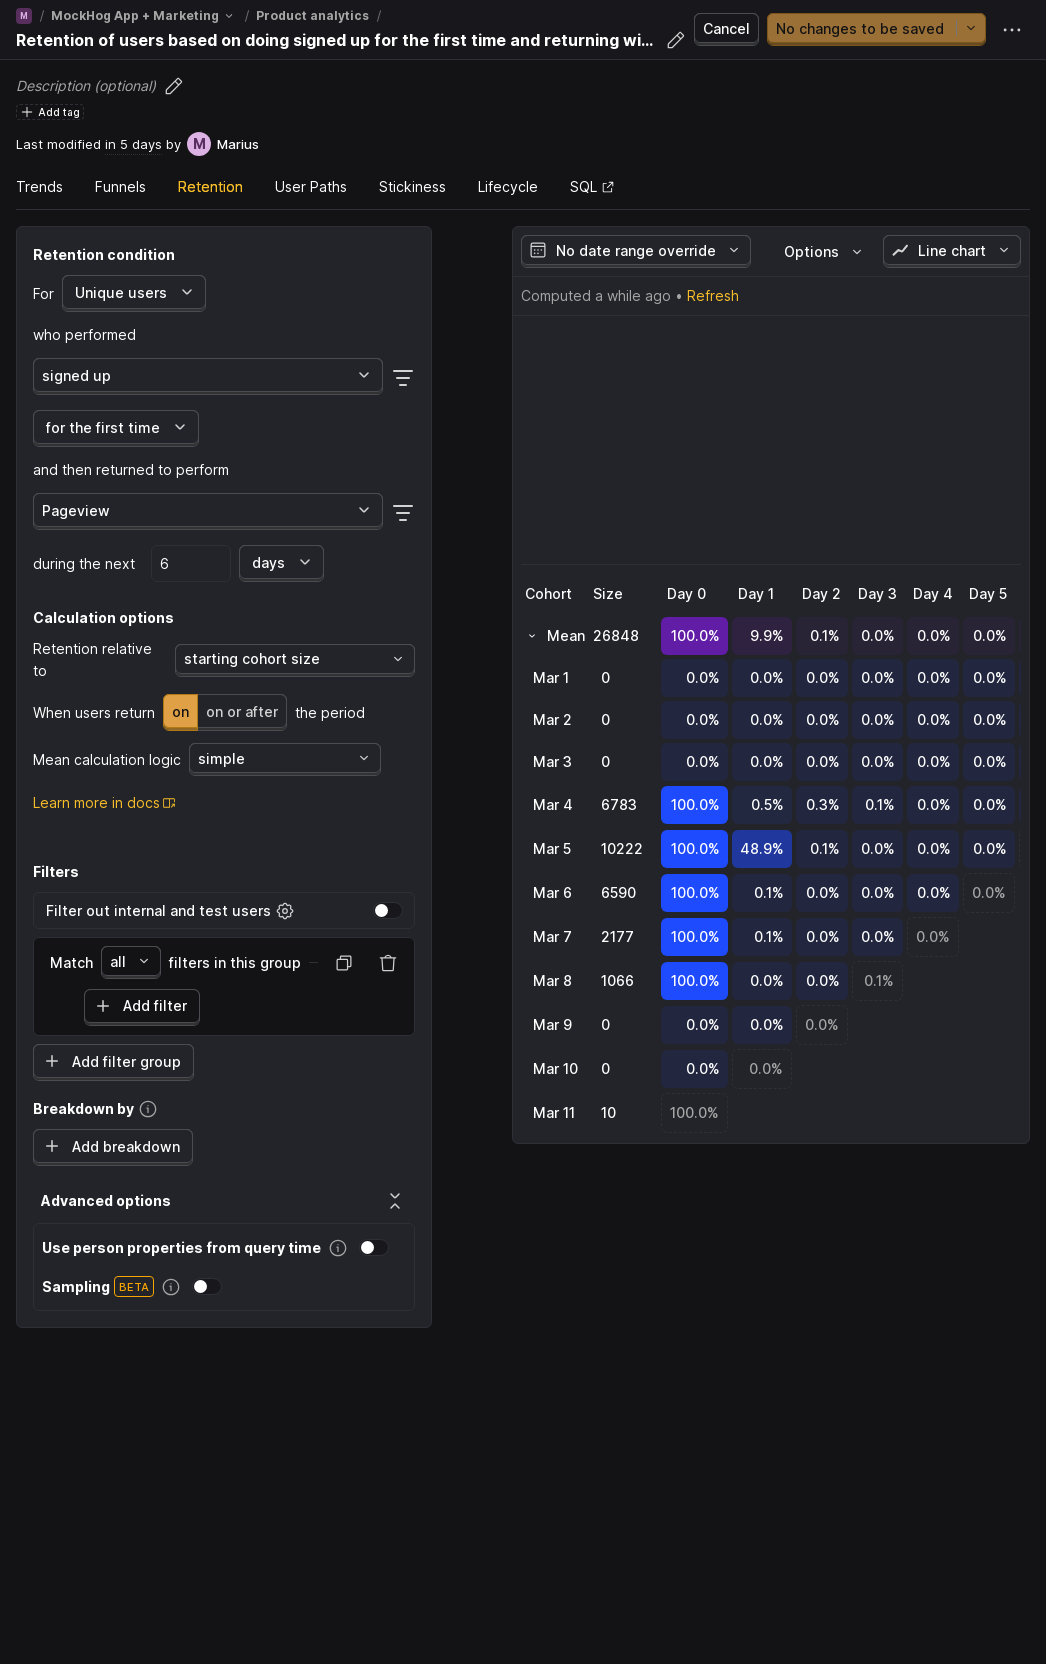 M / MockHog App + Marketing / Product analytics /
Retention of users based on doing signed up for the first time and returning wi...
Cancel
No changes to be saved
Description (optional)
Add tag
Last modified in 5 days by M Marius
Trends Funnels Retention User Paths Stickiness Lifecycle SQL
Retention condition
For Unique users
who performed
signed up
for the first time
and then returned to perform
Pageview
during the next 6 days
Calculation options
Retention relative
to
starting cohort size
When users return on on or after the period
Mean calculation logic simple
Learn more in docs
Filters
Filter out internal and test users
Match all filters in this group
Add filter
Add filter group
Breakdown by
Add breakdown
Advanced options
Use person properties from query time
Sampling BETA
No date range override Options Line chart
Computed a while ago • Refresh
Cohort Size Day 0 Day 1 Day 2 Day 3 Day 4 Day 5
Mean 26848 100.0% 9.9% 0.1% 0.0% 0.0% 0.0%
Mar 1 0 0.0% 0.0% 0.0% 0.0% 0.0% 0.0%
Mar 2 0 0.0% 0.0% 0.0% 0.0% 0.0% 0.0%
Mar 3 0 0.0% 0.0% 0.0% 0.0% 0.0% 0.0%
Mar 4 6783 100.0% 0.5% 0.3% 0.1% 0.0% 0.0%
Mar 5 10222 100.0% 48.9% 0.1% 0.0% 0.0% 0.0%
Mar 6 6590 100.0% 0.1% 0.0% 0.0% 0.0% 0.0%
Mar 7 2177 100.0% 0.1% 0.0% 0.0% 0.0%
Mar 8 1066 100.0% 0.0% 0.0% 0.1%
Mar 9 0 0.0% 0.0% 0.0%
Mar 10 0 0.0% 0.0%
Mar 11 10 100.0%